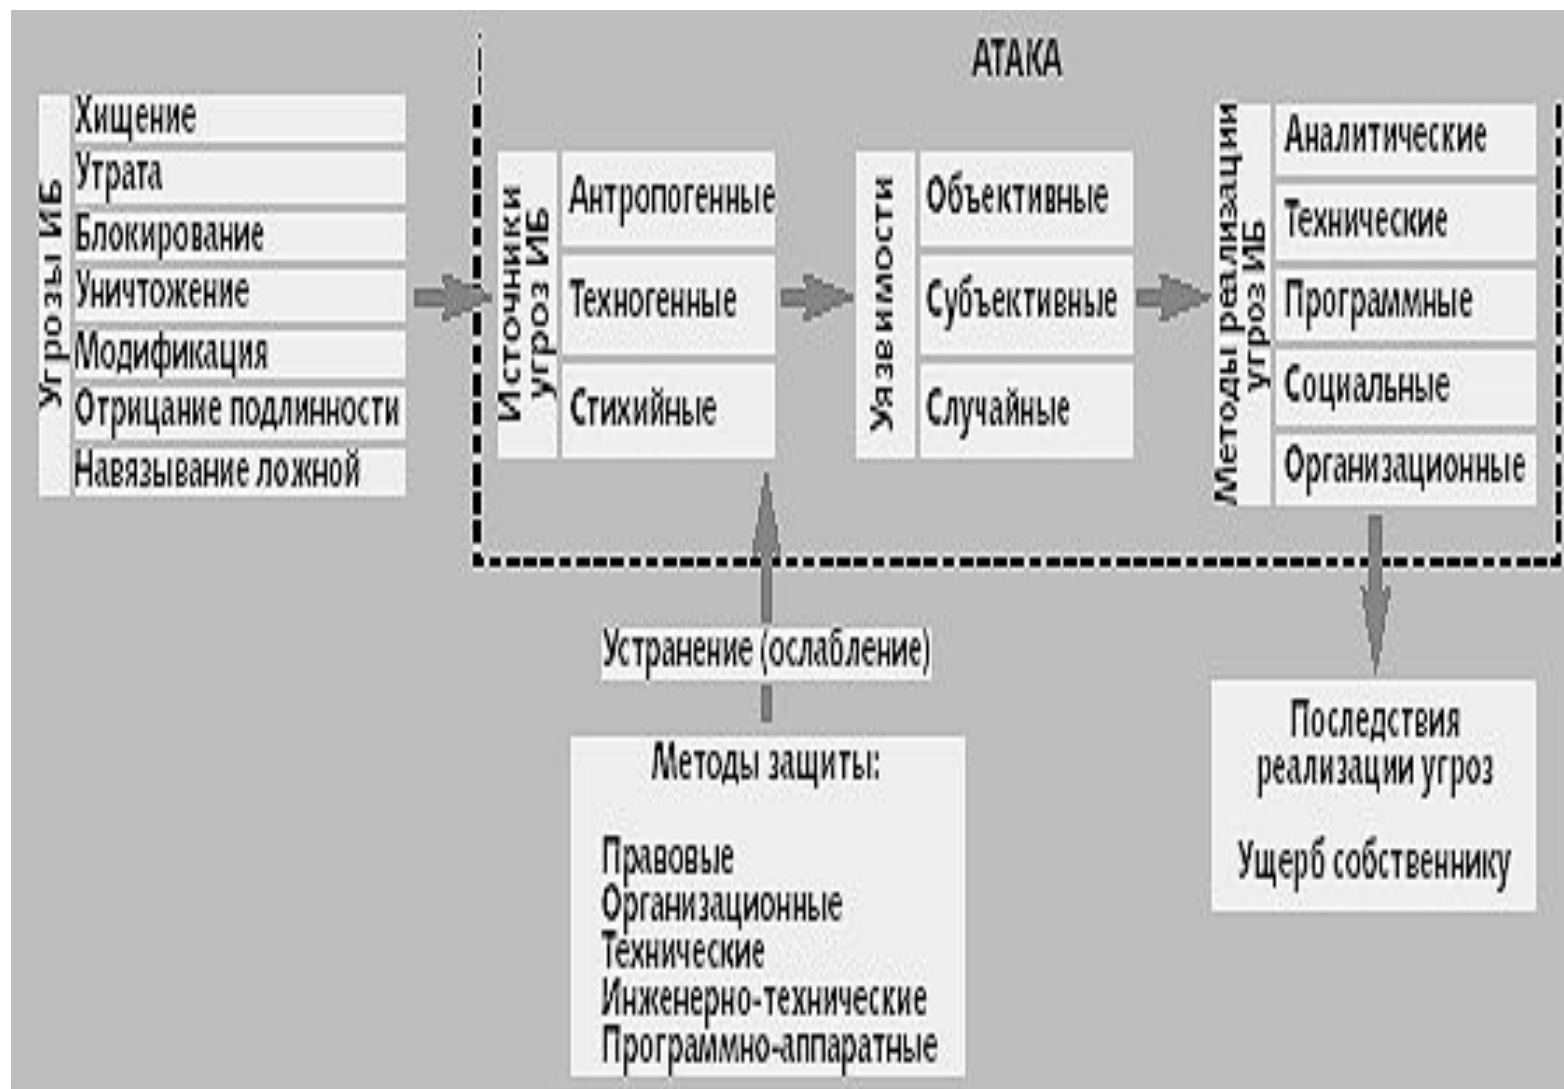 АТАКА
Угрозы ИБ
Хищение
Утрата
Блокирование
Уничтожение
Модификация
Отрицание подлинности
Навязывание ложной
Источники
угроз ИБ
Антропогенные
Техногенные
Стихийные
Уязвимости
Объективные
Субъективные
Случайные
Методы реализации
угроз ИБ
Аналитические
Технические
Программные
Социальные
Организационные
Устранение (ослабление)
Методы защиты:
Правовые
Организационные
Технические
Инженерно-технические
Программно-аппаратные
Последствия
реализации угроз
Ущерб собственнику